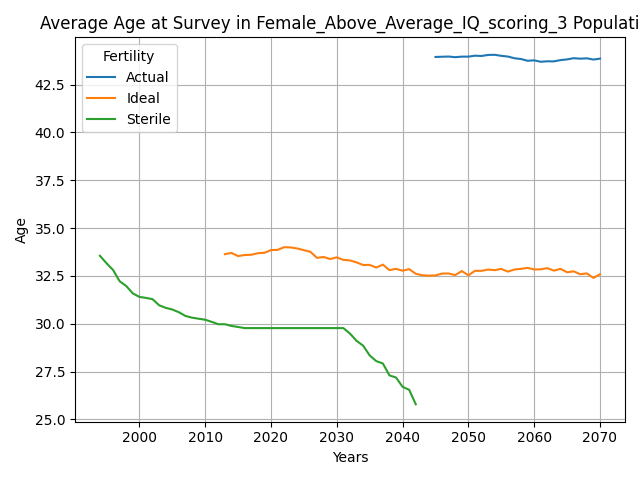 Average Age at Survey in Female_Above_Average_IQ_scoring_3 Populati
Fertility
Actual
Ideal
Sterile
42.5
40.0
37.5
35.0
32.5
30.0
27.5
25.0
Age
2000 2010 2020 2030 2040 2050 2060 2070
Years